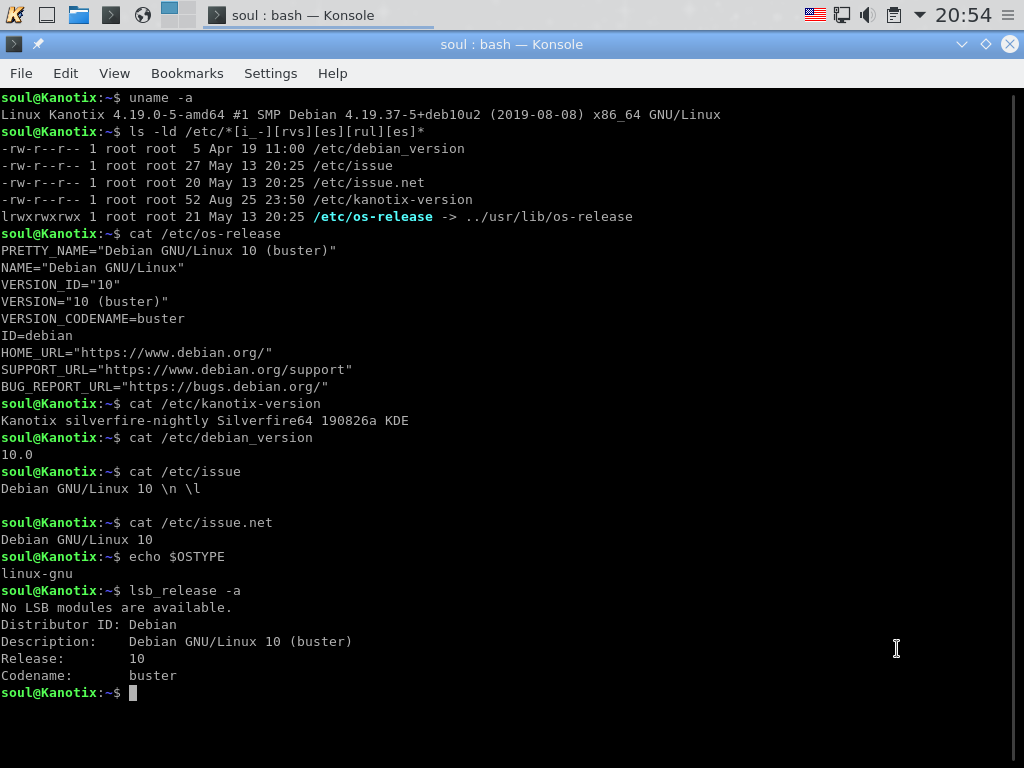 soul : bash — Konsole
20:54
soul : bash — Konsole
File Edit View Bookmarks Settings Help
soul@Kanotix:~$ uname -a
Linux Kanotix 4.19.0-5-amd64 #1 SMP Debian 4.19.37-5+deb10u2 (2019-08-08) x86_64 GNU/Linux
soul@Kanotix:~$ ls -ld /etc/*[i_-][rvs][es][rul][es]*
-rw-r--r-- 1 root root  5 Apr 19 11:00 /etc/debian_version
-rw-r--r-- 1 root root 27 May 13 20:25 /etc/issue
-rw-r--r-- 1 root root 20 May 13 20:25 /etc/issue.net
-rw-r--r-- 1 root root 52 Aug 25 23:50 /etc/kanotix-version
lrwxrwxrwx 1 root root 21 May 13 20:25 /etc/os-release -> ../usr/lib/os-release
soul@Kanotix:~$ cat /etc/os-release
PRETTY_NAME="Debian GNU/Linux 10 (buster)"
NAME="Debian GNU/Linux"
VERSION_ID="10"
VERSION="10 (buster)"
VERSION_CODENAME=buster
ID=debian
HOME_URL="https://www.debian.org/"
SUPPORT_URL="https://www.debian.org/support"
BUG_REPORT_URL="https://bugs.debian.org/"
soul@Kanotix:~$ cat /etc/kanotix-version
Kanotix silverfire-nightly Silverfire64 190826a KDE
soul@Kanotix:~$ cat /etc/debian_version
10.0
soul@Kanotix:~$ cat /etc/issue
Debian GNU/Linux 10 \n \l

soul@Kanotix:~$ cat /etc/issue.net
Debian GNU/Linux 10
soul@Kanotix:~$ echo $OSTYPE
linux-gnu
soul@Kanotix:~$ lsb_release -a
No LSB modules are available.
Distributor ID: Debian
Description:    Debian GNU/Linux 10 (buster)
Release:        10
Codename:       buster
soul@Kanotix:~$